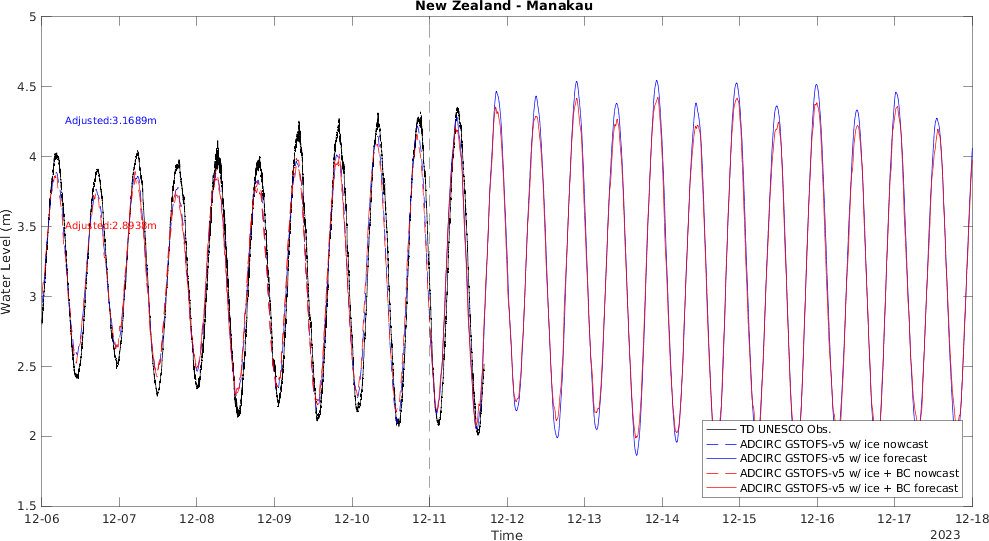 New Zealand - Manakau
5
4.5
4
3.5
3
2.5
2
1.5
Water Level (m)
Adjusted:3.1689m
Adjusted:2.8938m
TD UNESCO Obs.
ADCIRC GSTOFS-v5 w/ ice nowcast
ADCIRC GSTOFS-v5 w/ ice forecast
ADCIRC GSTOFS-v5 w/ ice + BC nowcast
ADCIRC GSTOFS-v5 w/ ice + BC forecast
12-06 12-07 12-08 12-09 12-10 12-11 12-12 12-13 12-14 12-15 12-16 12-17 12-18
Time
2023